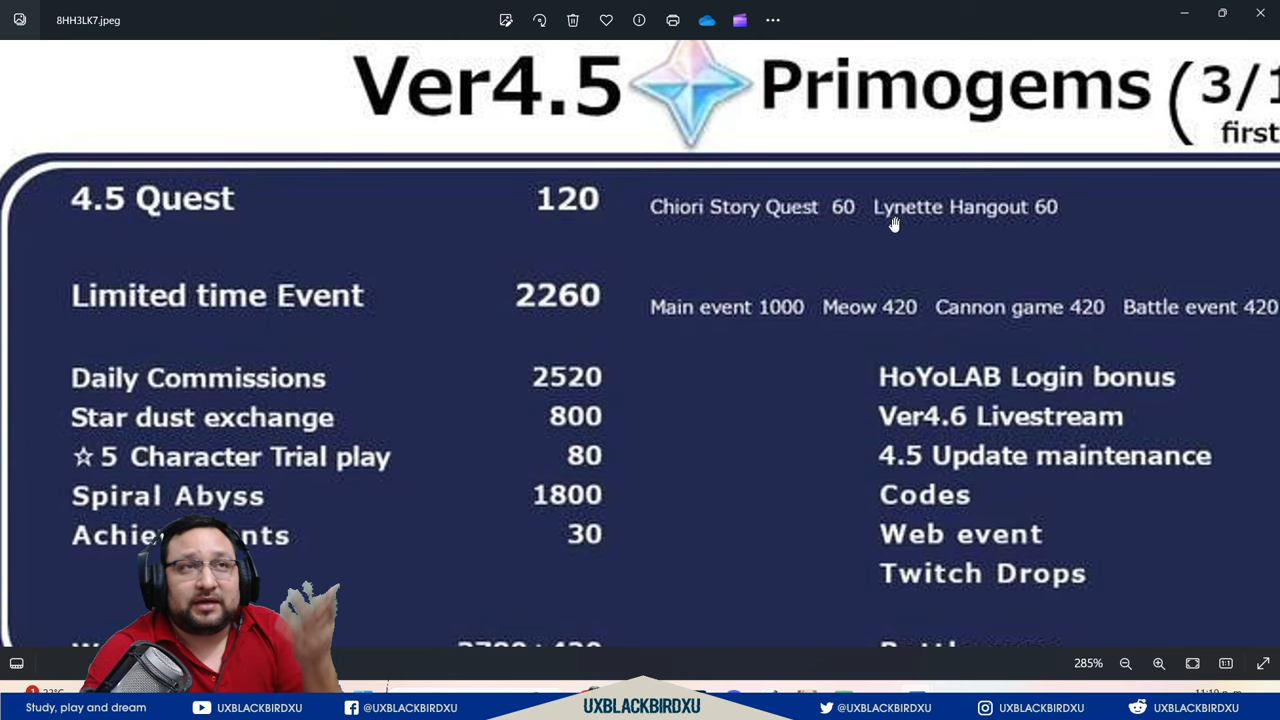 8HH3LK7.jpeg
Ver4.5 Primogems (3/1
first
4.5 Quest 120 Chiori Story Quest 60 Lynette Hangout 60
Limited time Event 2260 Main event 1000 Meow 420 Cannon game 420 Battle event 420
Daily Commissions 2520 HoYoLAB Login bonus
Star dust exchange 800 Ver4.6 Livestream
☆5 Character Trial play 80 4.5 Update maintenance
Spiral Abyss 1800 Codes
30 Web event
Twitch Drops
285%
Study, play and dream UXBLACKBIRDXU @UXBLACKBIRDXU UXBLACKBIRDXU @UXBLACKBIRDXU UXBLACKBIRDXU UXBLACKBIRDXU